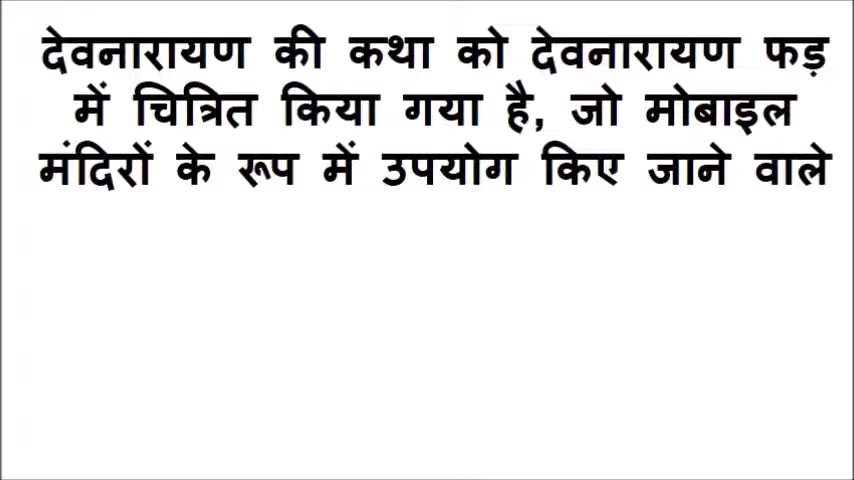 देवनारायण की कथा को देवनारायण फड़
में चित्रित किया गया है, जो मोबाइल
मंदिरों के रूप में उपयोग किए जाने वाले